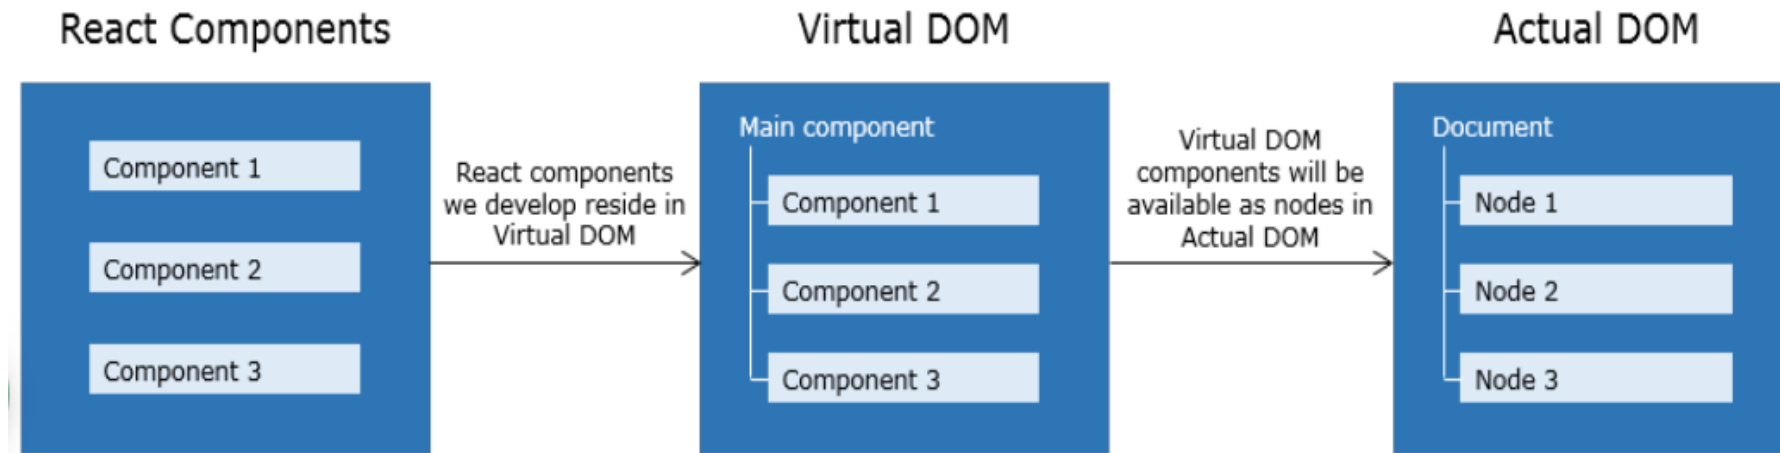 React Components
Component 1
Component 2
Component 3
React components
we develop reside in
Virtual DOM
Virtual DOM
Main component
Component 1
Component 2
Component 3
Virtual DOM
components will be
available as nodes in
Actual DOM
Actual DOM
Document
Node 1
Node 2
Node 3